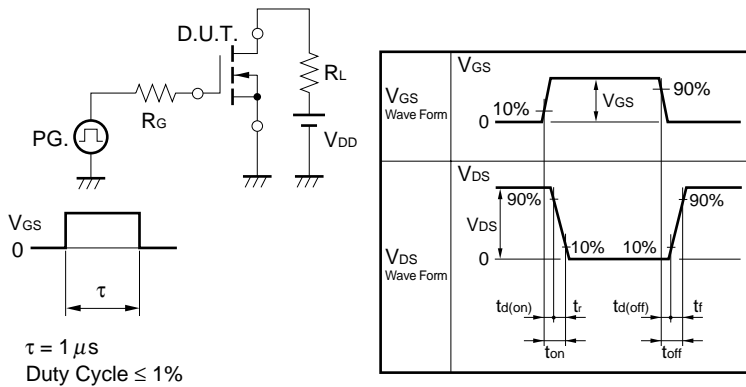 D.U.T.
RL
RG
PG.
VDD
VGS
0
τ
τ = 1 μs
Duty Cycle ≤ 1%
VGS
Wave Form
VGS
10%
VGS
90%
0
VDS
Wave Form
VDS
90%
VDS
10%
10%
90%
0
td(on)
tr
td(off)
tf
ton
toff